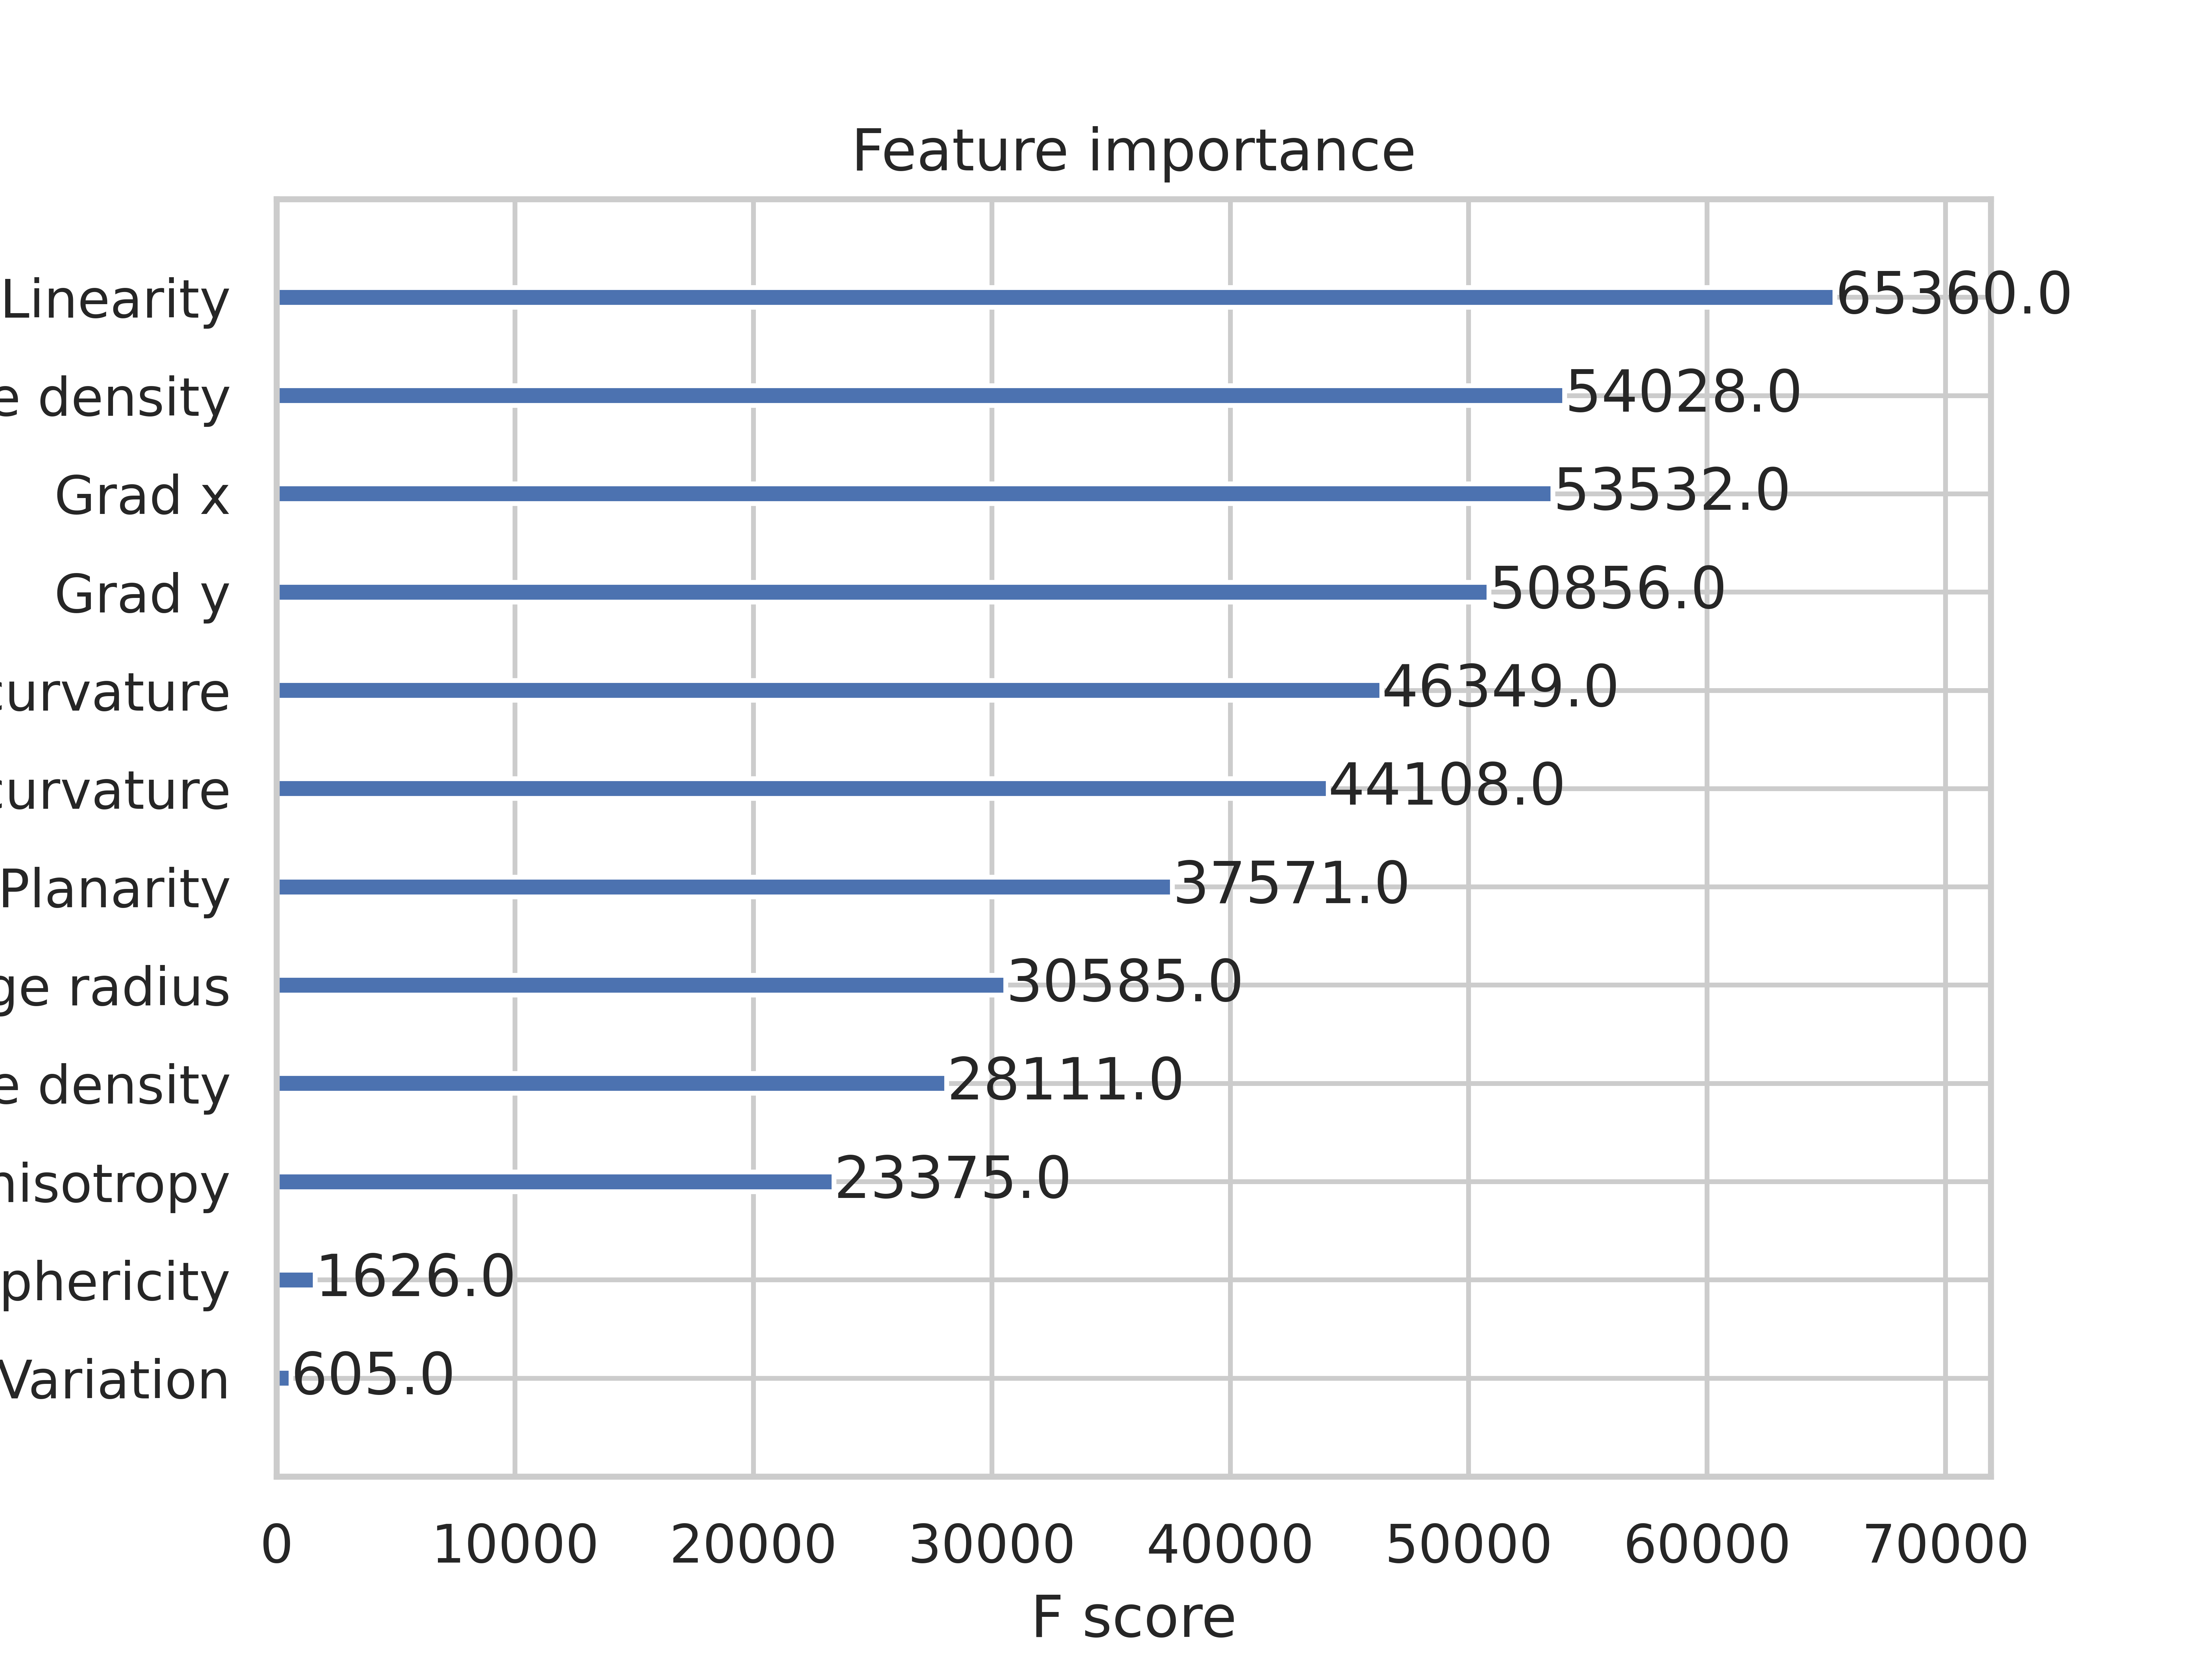 Feature importance
Linearity 65360.0
e density 54028.0
Grad x 53532.0
Grad y 50856.0
curvature 46349.0
curvature 44108.0
Planarity 37571.0
ge radius 30585.0
e density 28111.0
nisotropy 23375.0
phericity 1626.0
Variation 605.0
0 10000 20000 30000 40000 50000 60000 70000
F score